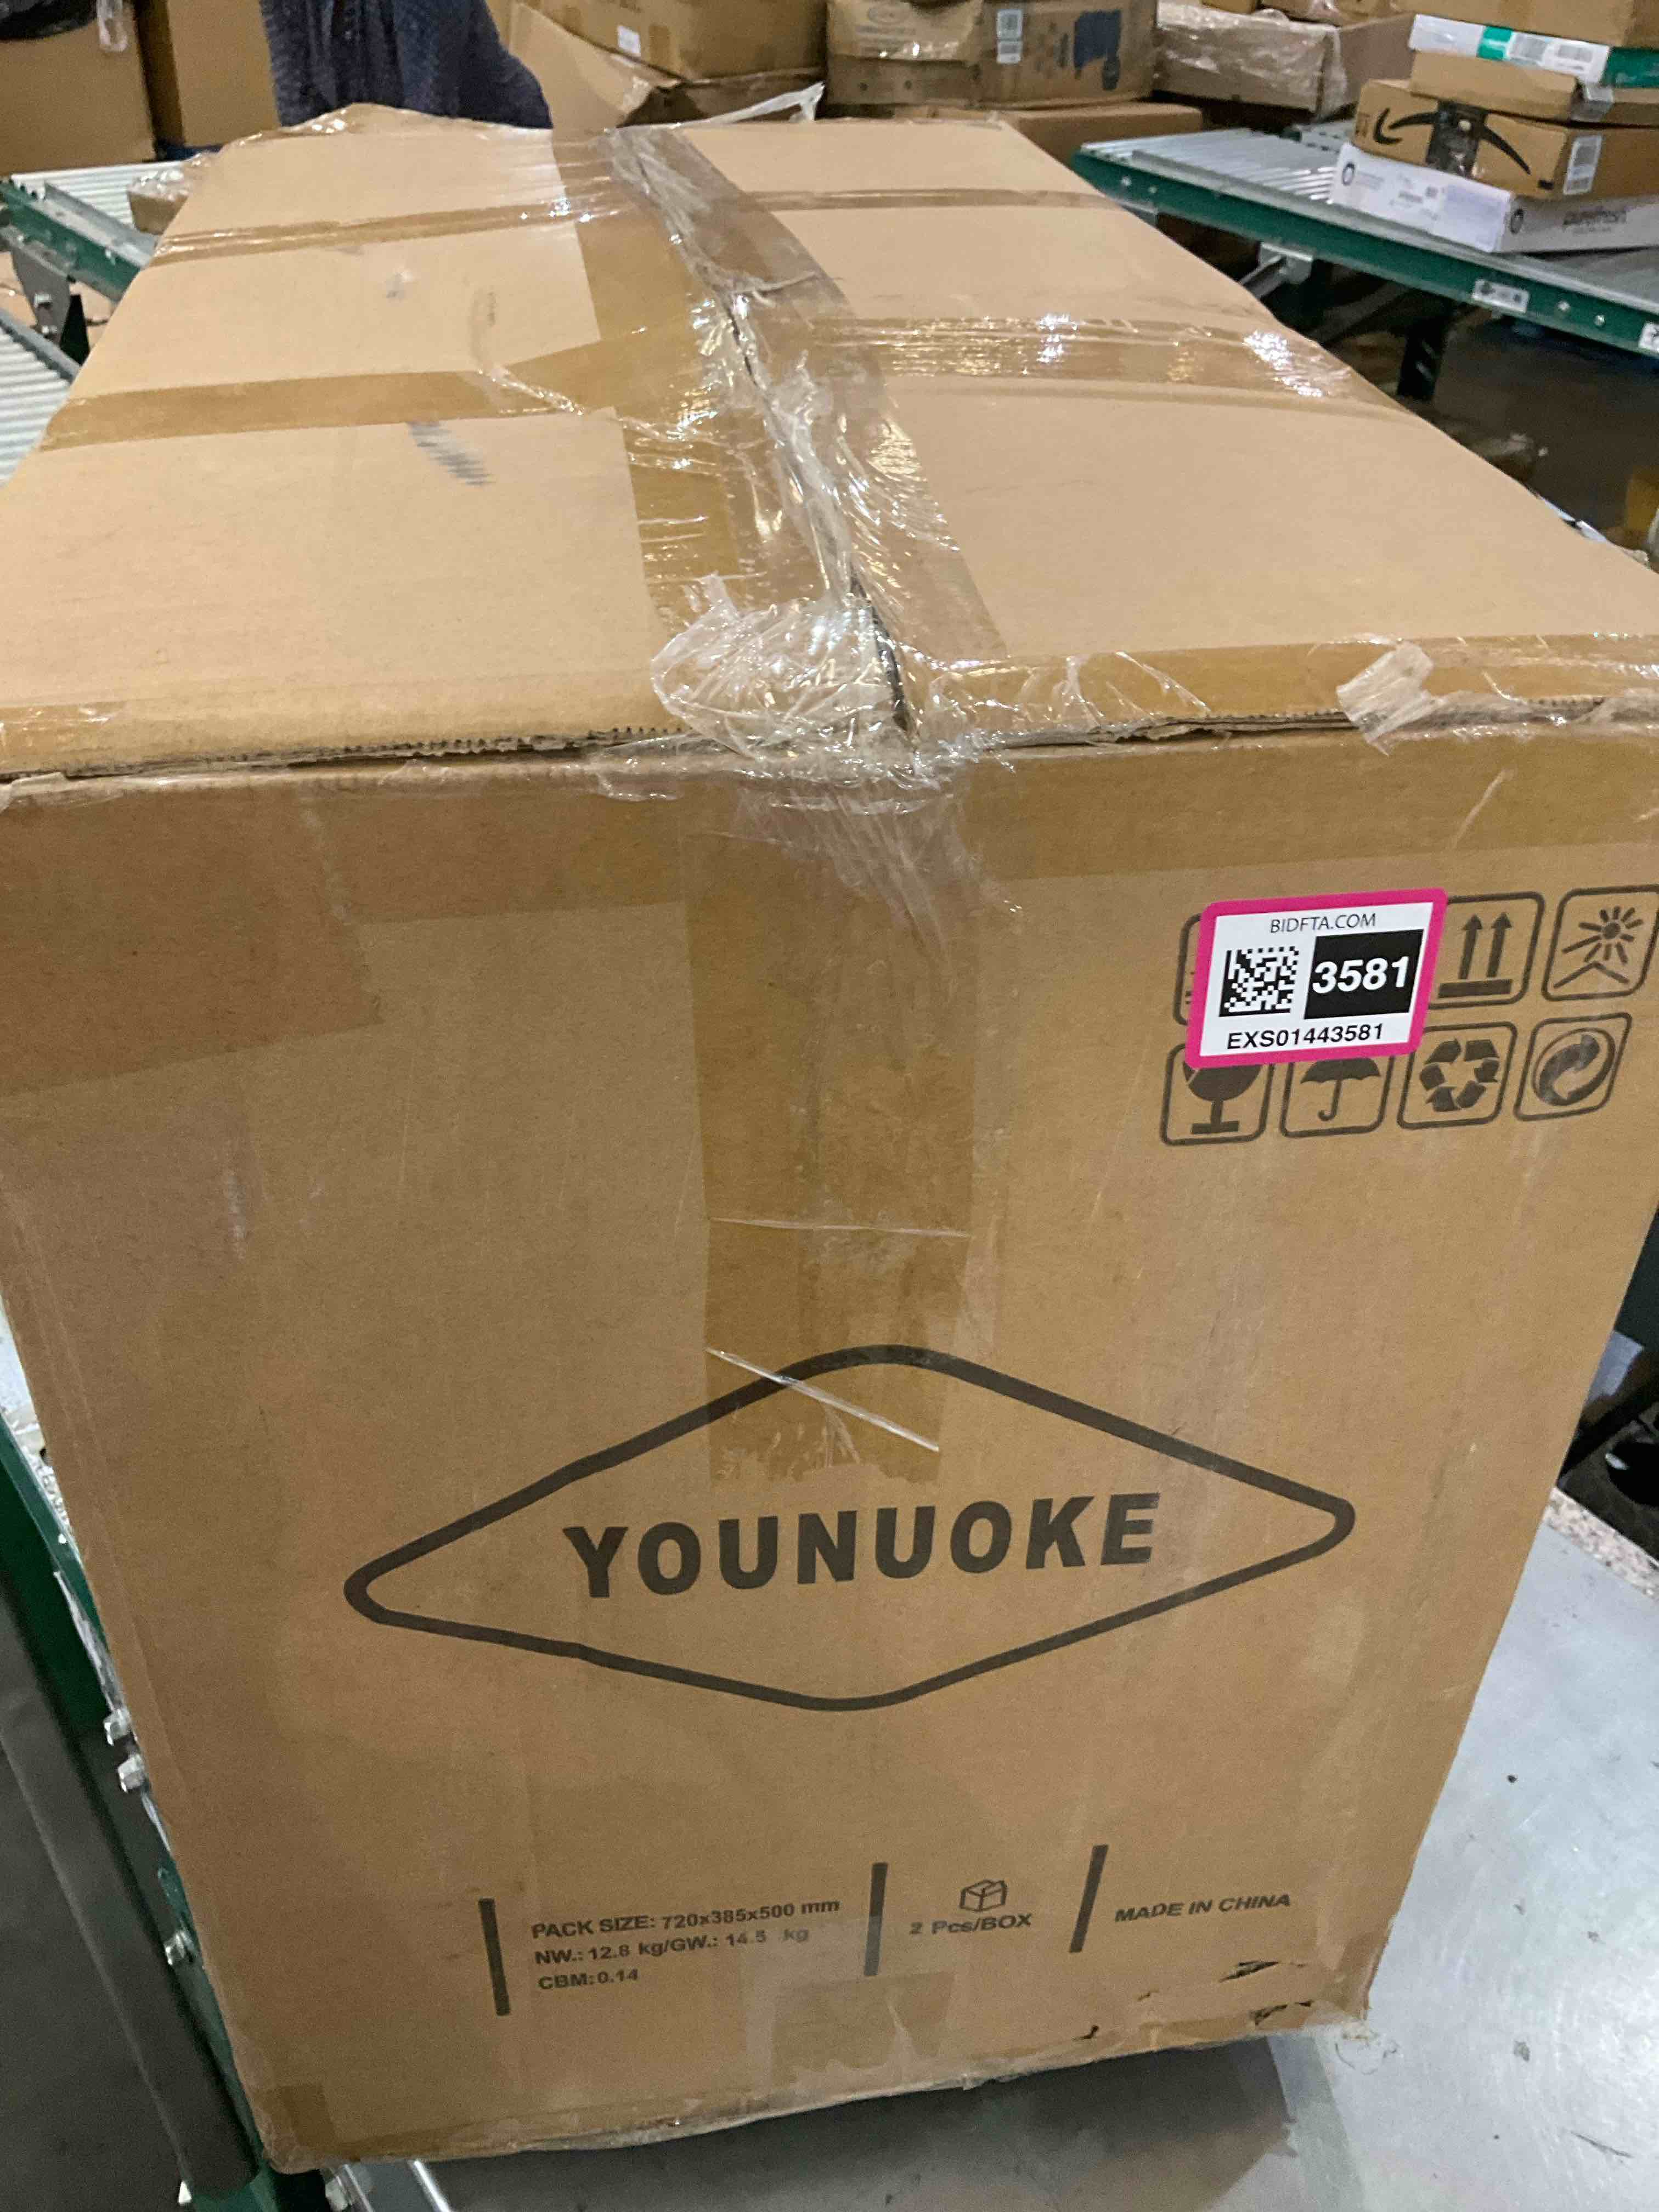 BIDFTA.COM
3581
EXS01443581
YOUNUOKE
PACK SIZE: 720x385x500 mm
NW.: 12.8 kg/GW.: 14.5 kg
CBM:0.14
2 Pcs/BOX
MADE IN CHINA